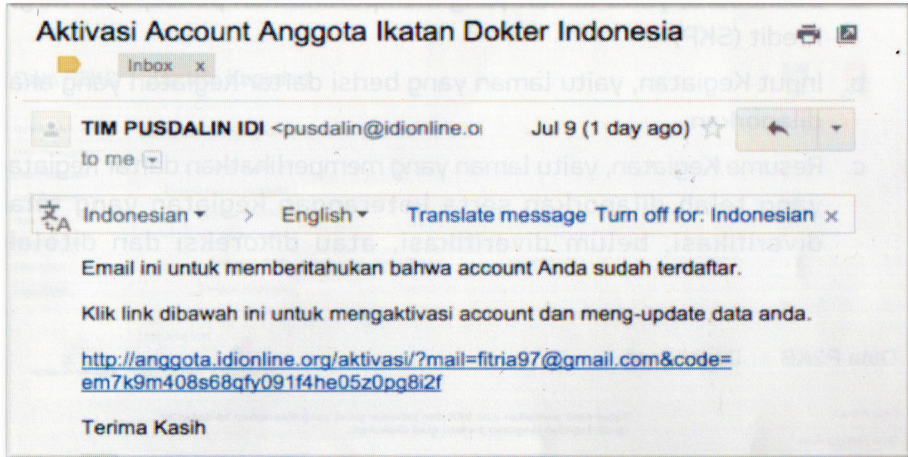 Aktivasi Account Anggota Ikatan Dokter Indonesia
Inbox x
TIM PUSDALIN IDI <pusdalin@idionline.oı Jul 9 (1 day ago)
to me
Indonesian > English Translate message Turn off for: Indonesian ×
Email ini untuk memberitahukan bahwa account Anda sudah terdaftar.
Klik link dibawah ini untuk mengaktivasi account dan meng-update data anda.
http://anggota.idionline.org/aktivasi/?mail=fitria97@gmail.com&code=
em7k9m408s68qfy091f4he05z0pg8i2f
Terima Kasih